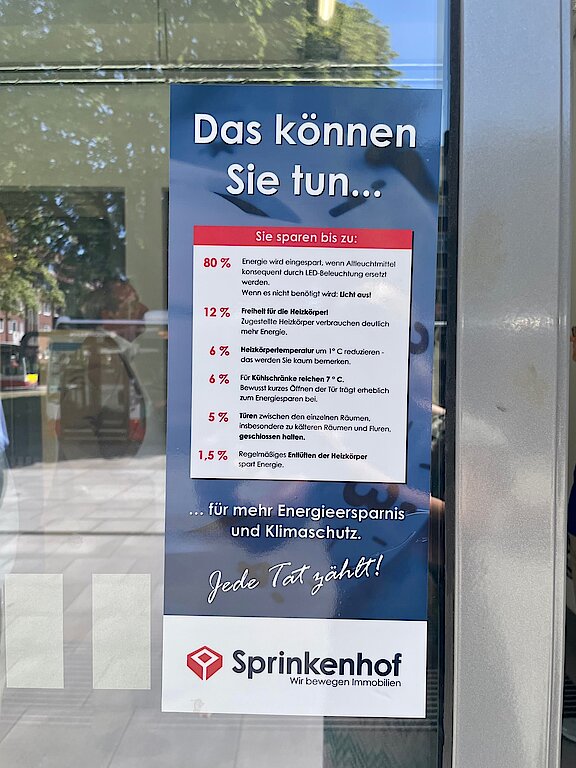 Das können
Sie tun...
Sie sparen bis zu:
80 % Energie wird eingespart, wenn Altleuchtmittel
konsequent durch LED-Beleuchtung ersetzt
werden.
Wenn es nicht benötigt wird: Licht aus!
12 % Freiheit für die Heizkörper!
Zugestellte Heizkörper verbrauchen deutlich
mehr Energie.
6 % Heizkörpertemperatur um 1° C reduzieren -
das werden Sie kaum bemerken.
6 % Für Kühlschränke reichen 7 ° C.
Bewusst kurzes Öffnen der Tür trägt erheblich
zum Energiesparen bei.
5 % Türen zwischen den einzelnen Räumen,
insbesondere zu kälteren Räumen und Fluren,
geschlossen halten.
1,5 % Regelmäßiges Entlüften der Heizkörper
spart Energie.
... für mehr Energieersparnis
und Klimaschutz.
Jede Tat zählt!
Sprinkenhof
Wir bewegen Immobilien